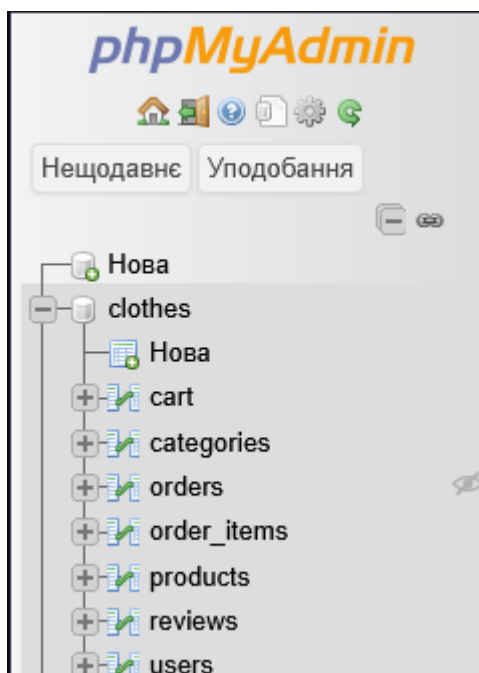 phpMyAdmin
Нещодавнє Уподобання
Нова
clothes
Нова
cart
categories
orders
order_items
products
reviews
users